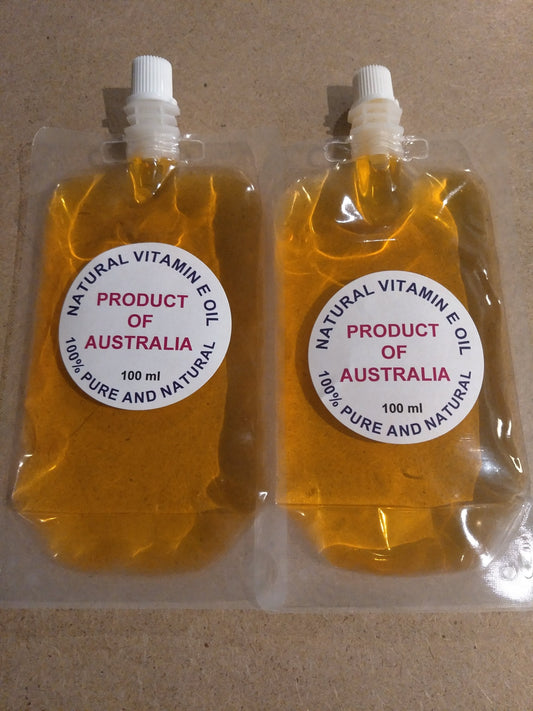 NATURAL VITAMIN E OIL
PRODUCT
OF
AUSTRALIA
100 ml
100% PURE AND NATURAL
NATURAL VITAMIN E OIL
PRODUCT
OF
AUSTRALIA
100 ml
100% PURE AND NATURAL